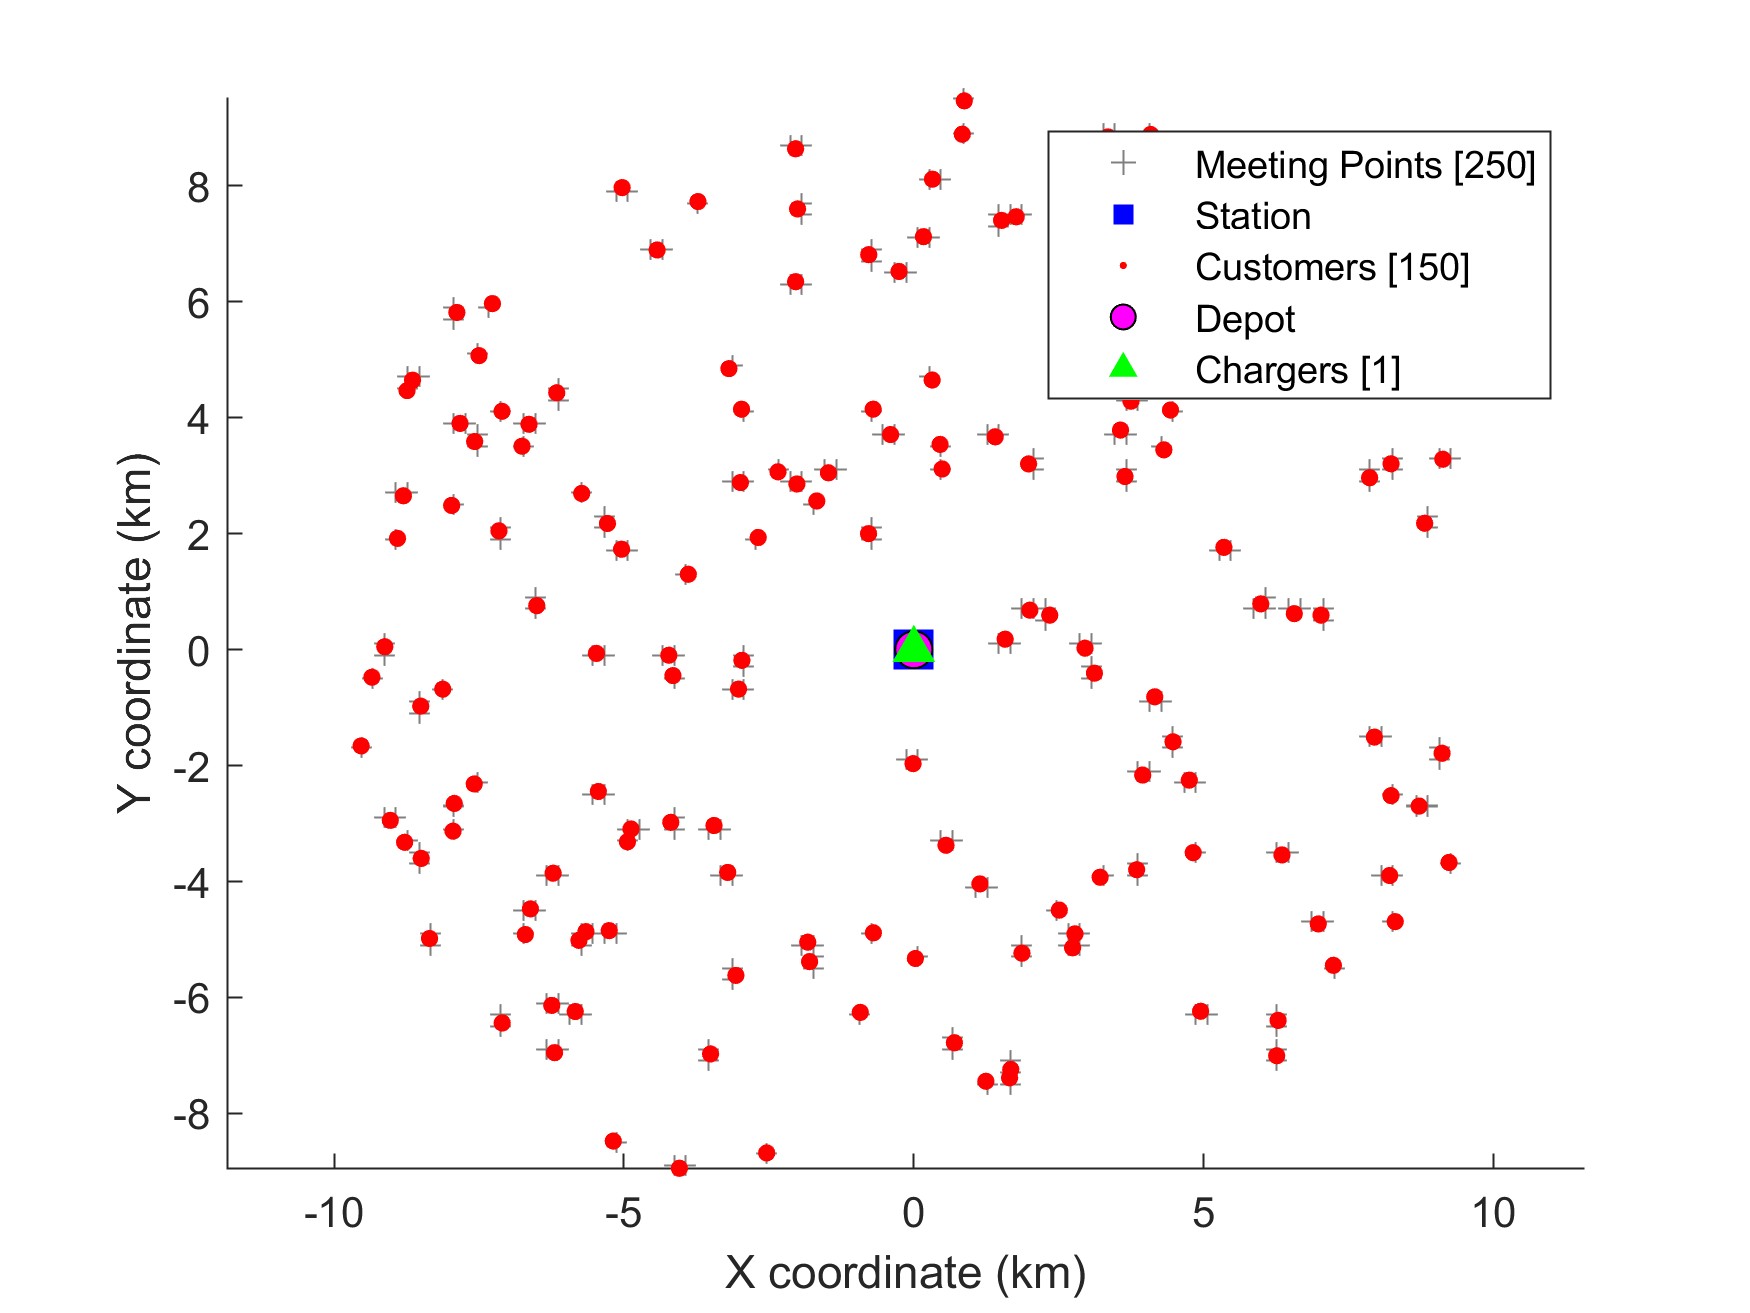 Meeting Points [250]
Station
Customers [150]
Depot
Chargers [1]
8
6
4
2
0
-2
-4
-6
-8
Y coordinate (km)
-10
-5
0
5
10
X coordinate (km)